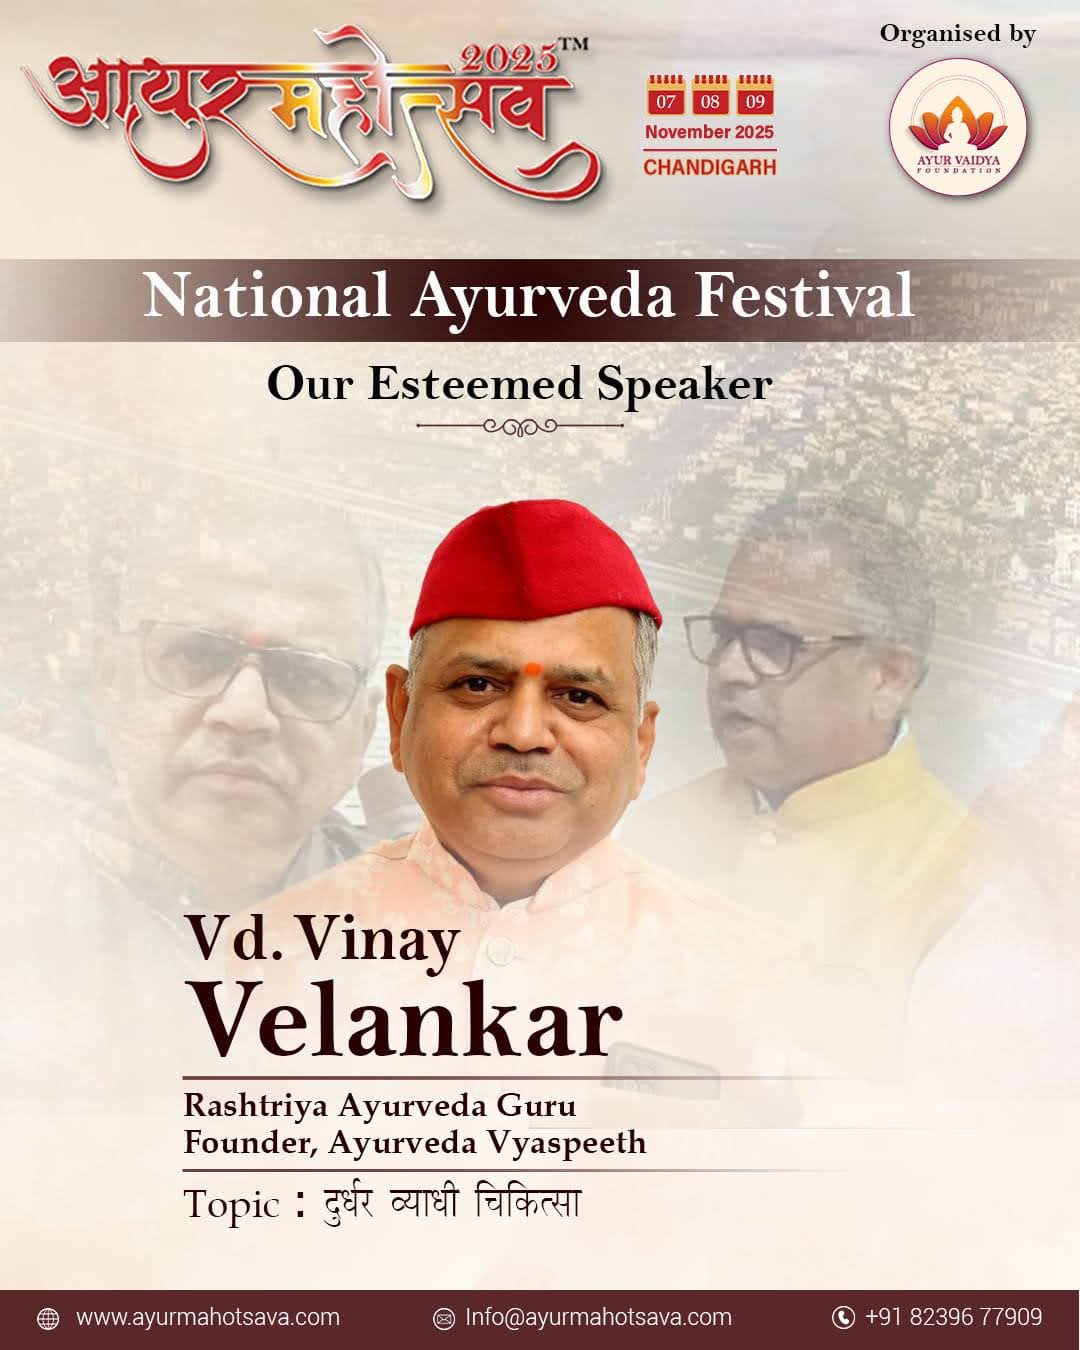 आयुर महोत्सव 2025™
Organised by
07 08 09
November 2025
CHANDIGARH
AYUR VAIDYA
FOUNDATION
National Ayurveda Festival
Our Esteemed Speaker
Vd. Vinay
Velankar
Rashtriya Ayurveda Guru
Founder, Ayurveda Vyaspeeth
Topic : दुर्धर व्याधी चिकित्सा
www.ayurmahotsava.com
Info@ayurmahotsava.com
+91 82396 77909